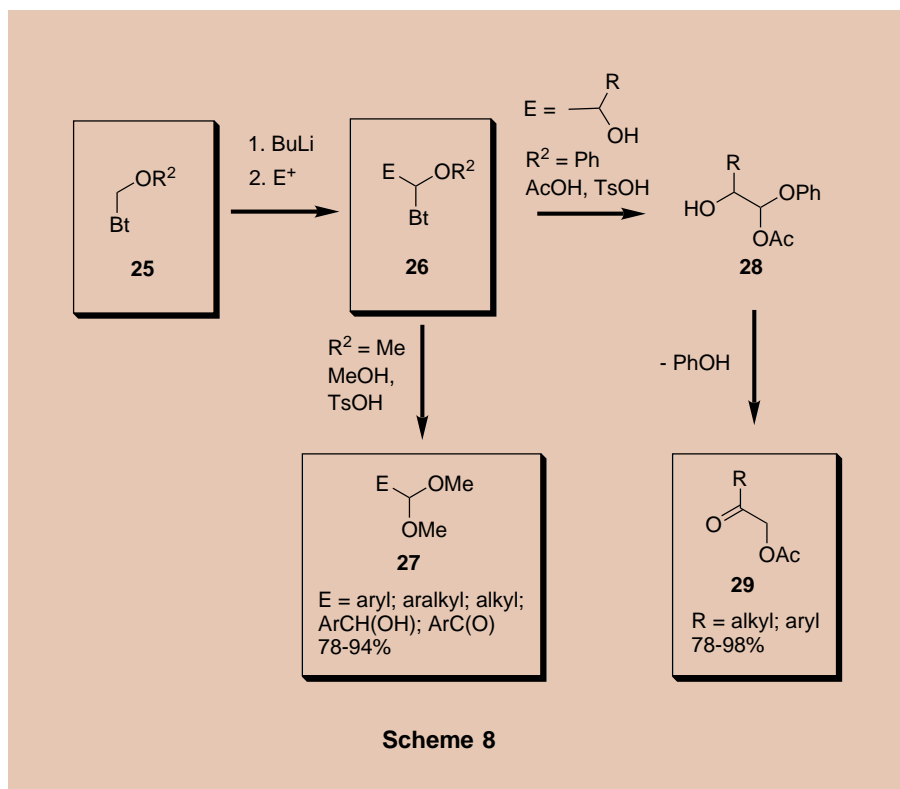 R
E =
OH
1. BuLi
2. E+
R2 = Ph
AcOH, TsOH
OR2
Bt
25
E
OR2
Bt
26
R
HO
OPh
OAc
28
R2 = Me
MeOH,
TsOH
- PhOH
E
OMe
OMe
27
E = aryl; aralkyl; alkyl;
ArCH(OH); ArC(O)
78-94%
R
O
OAc
29
R = alkyl; aryl
78-98%
Scheme 8